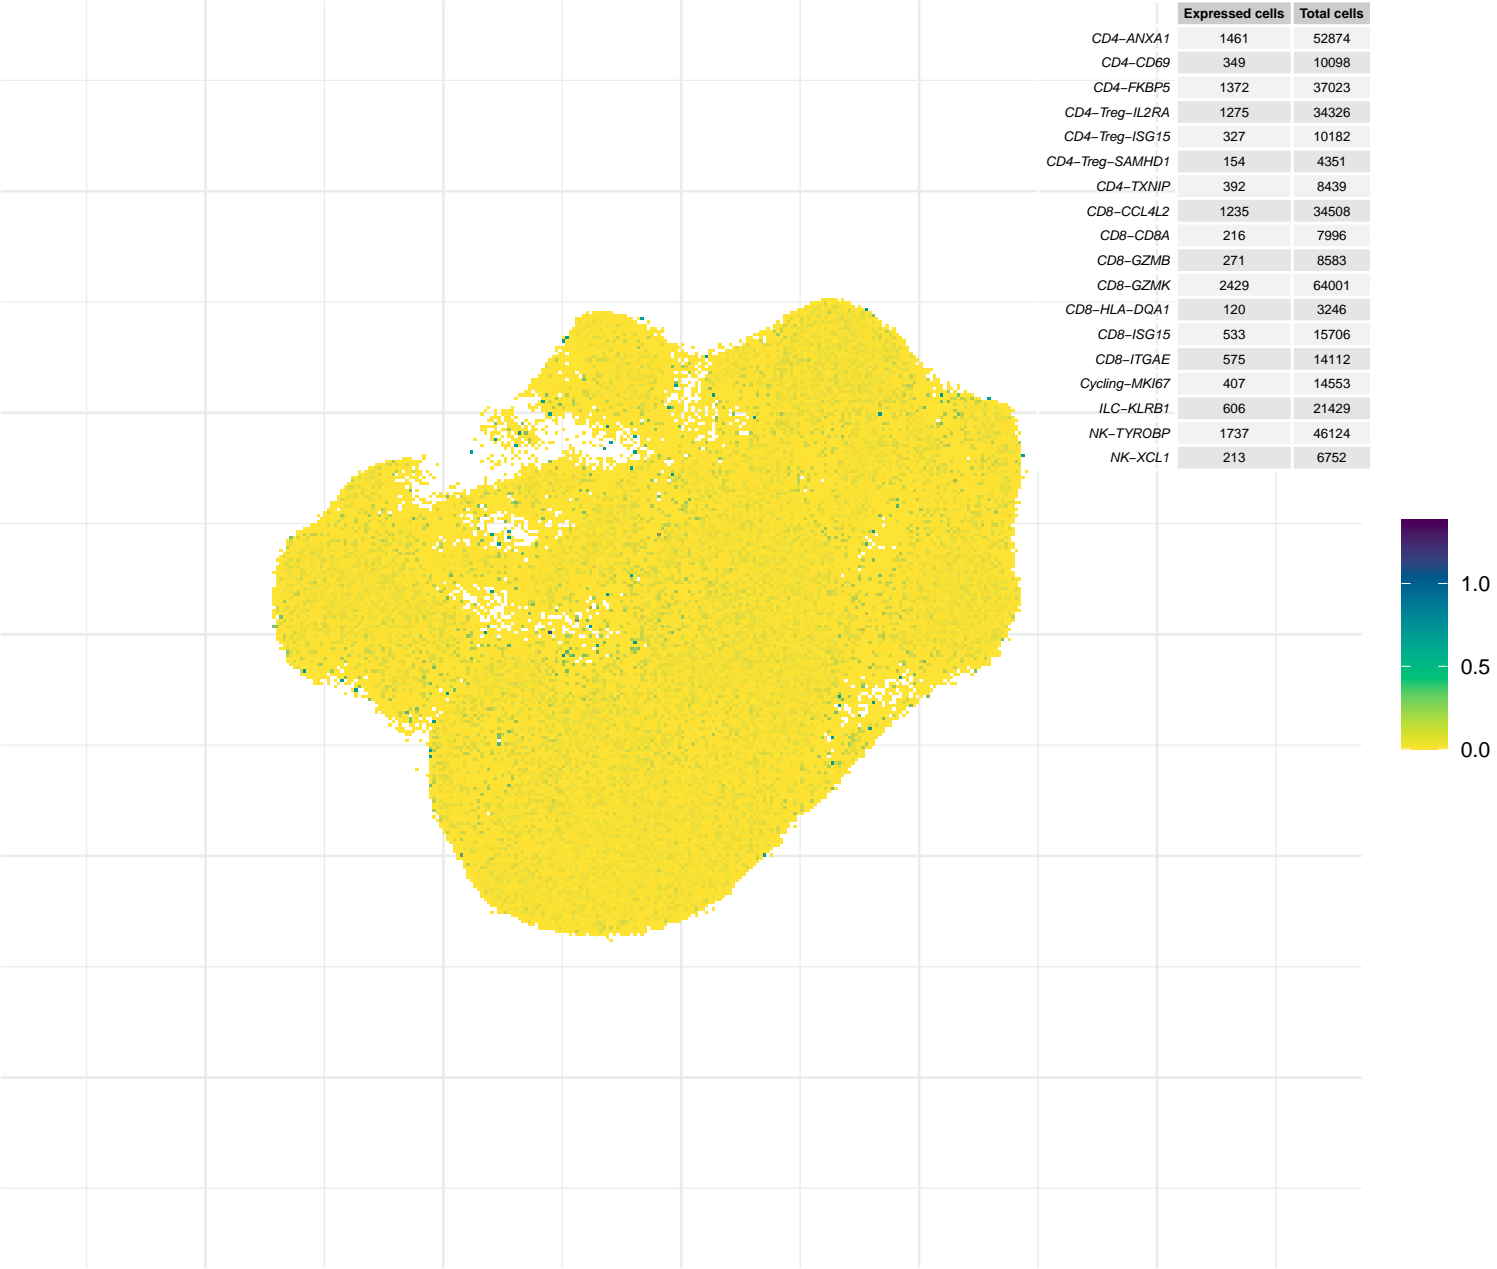 Expressed cells Total cells
CD4−ANXA1 1461 52874
CD4−CD69 349 10098
CD4−FKBP5 1372 37023
CD4−Treg−IL2RA 1275 34326
CD4−Treg−ISG15 327 10182
CD4−Treg−SAMHD1 154 4351
CD4−TXNIP 392 8439
CD8−CCL4L2 1235 34508
CD8−CD8A 216 7996
CD8−GZMB 271 8583
CD8−GZMK 2429 64001
CD8−HLA−DQA1 120 3246
CD8−ISG15 533 15706
CD8−ITGAE 575 14112
Cycling−MKI67 407 14553
ILC−KLRB1 606 21429
NK−TYROBP 1737 46124
NK−XCL1 213 6752
1.0
0.5
0.0